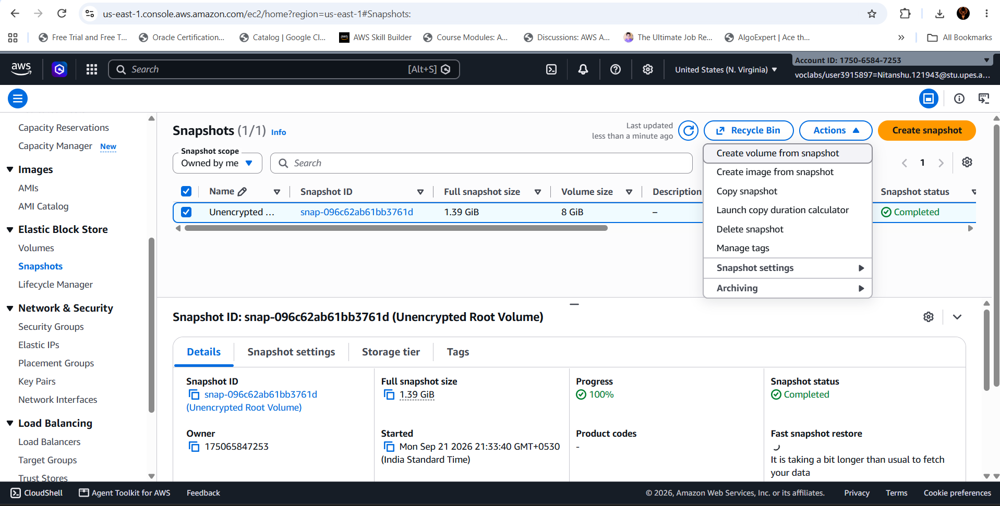 us-east-1.console.aws.amazon.com/ec2/home?region=us-east-1#Snapshots:
Free Trial and Free T...
Oracle Certification...
Catalog | Google Cl...
AWS Skill Builder
Course Modules: A...
Discussions: AWS A...
The Ultimate Job Re...
AlgoExpert | Ace th...
All Bookmarks
aws
Search
[Alt+S]
United States (N. Virginia)
Account ID: 1750-6584-7253
voclabs/user3915897=Nitanshu.121943@stu.upes.a...
Capacity Reservations
Capacity Manager New
Images
AMIs
AMI Catalog
Elastic Block Store
Volumes
Snapshots
Lifecycle Manager
Network & Security
Security Groups
Elastic IPs
Placement Groups
Key Pairs
Network Interfaces
Load Balancing
Load Balancers
Target Groups
Trust Stores
Snapshots (1/1) Info
Last updated
less than a minute ago
Recycle Bin
Actions
Create snapshot
Snapshot scope
Owned by me
Search
1
Create volume from snapshot
Create image from snapshot
Copy snapshot
Launch copy duration calculator
Delete snapshot
Manage tags
Snapshot settings
Archiving
Name
Snapshot ID
Full snapshot size
Volume size
Description
Snapshot status
Unencrypted ...
snap-096c62ab61bb3761d
1.39 GiB
8 GiB
–
Completed
Snapshot ID: snap-096c62ab61bb3761d (Unencrypted Root Volume)
Details
Snapshot settings
Storage tier
Tags
Snapshot ID
snap-096c62ab61bb3761d
(Unencrypted Root Volume)
Full snapshot size
1.39 GiB
Progress
100%
Snapshot status
Completed
Owner
175065847253
Started
Mon Sep 21 2026 21:33:40 GMT+0530
(India Standard Time)
Product codes
-
Fast snapshot restore
It is taking a bit longer than usual to fetch
your data
CloudShell
Agent Toolkit for AWS
Feedback
© 2026, Amazon Web Services, Inc. or its affiliates.
Privacy
Terms
Cookie preferences